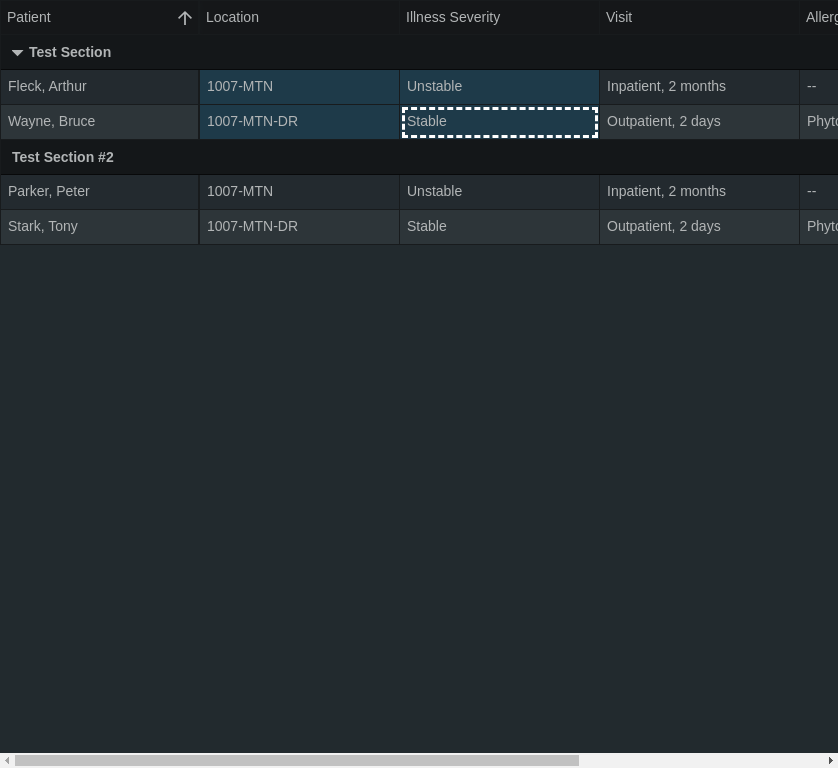 Patient Location Illness Severity Visit Allerg
Test Section
Fleck, Arthur 1007-MTN Unstable Inpatient, 2 months --
Wayne, Bruce 1007-MTN-DR Stable Outpatient, 2 days Phyto
Test Section #2
Parker, Peter 1007-MTN Unstable Inpatient, 2 months --
Stark, Tony 1007-MTN-DR Stable Outpatient, 2 days Phyto